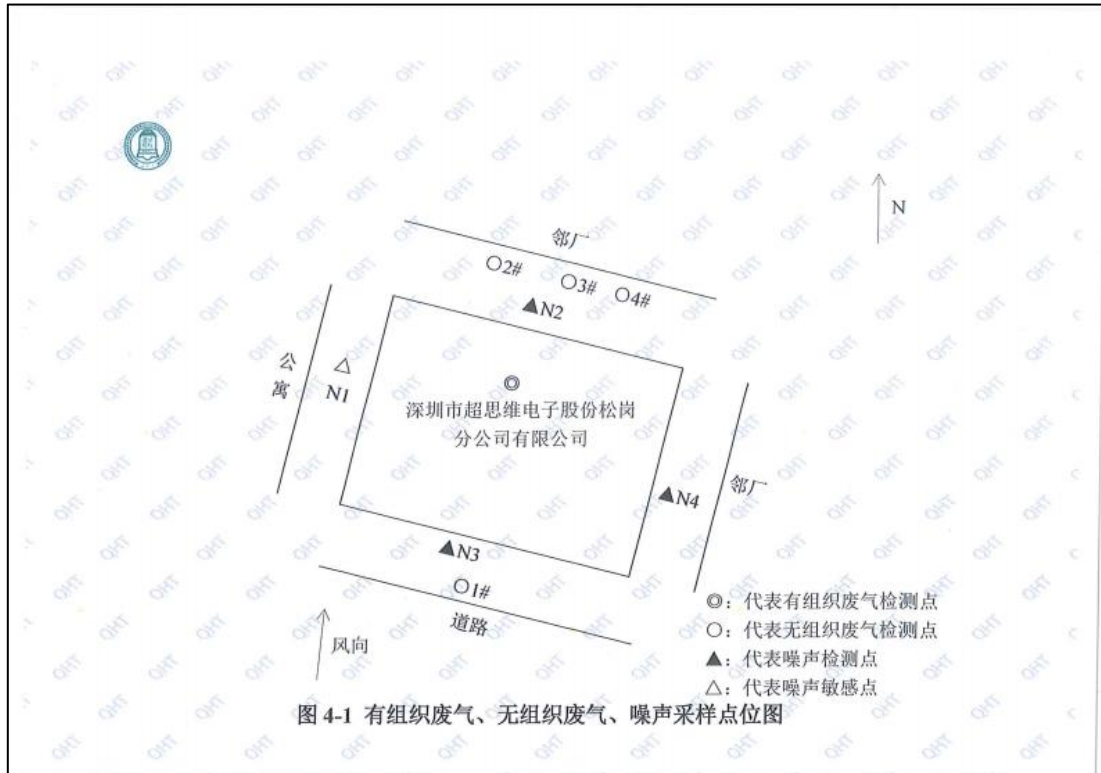 N
邻厂
○2#
○3#
○4#
▲N2
公寓
△
N1
◎
深圳市超思维电子股份松岗
分公司有限公司
邻厂
▲N4
▲N3
○1#
道路
风向
◎：代表有组织废气检测点
○：代表无组织废气检测点
▲：代表噪声检测点
△：代表噪声敏感点
图 4-1 有组织废气、无组织废气、噪声采样点位图
QHT